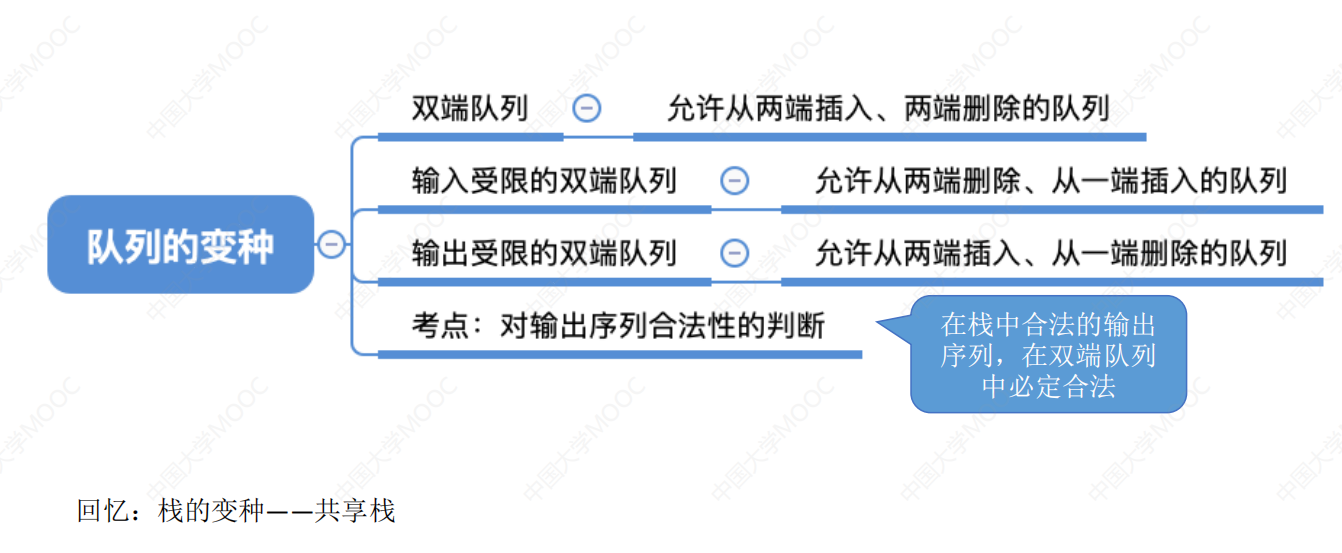 双端队列 允许从两端插入、两端删除的队列
输入受限的双端队列 允许从两端删除、从一端插入的队列
队列的变种
输出受限的双端队列 允许从两端插入、从一端删除的队列
考点：对输出序列合法性的判断
在栈中合法的输出
序列，在双端队列
中必定合法
回忆：栈的变种——共享栈
中国大学MOOC